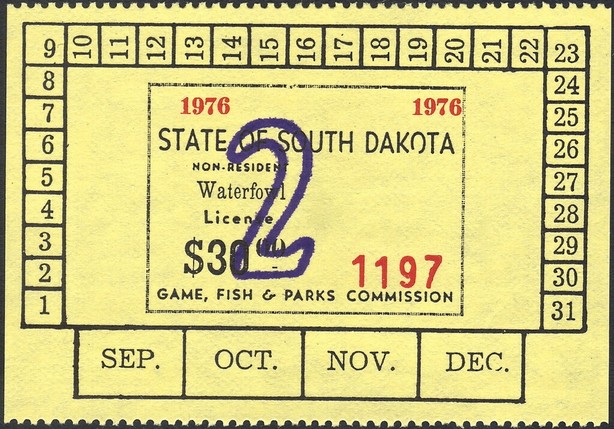 9 10 11 12 13 14 15 16 17 18 19 20 21 22 23
8 24
7 25
6 26
5 27
4 28
3 29
2 30
1 31
1976 1976
STATE OF SOUTH DAKOTA
NON-RESIDENT
Waterfowl
License
$30.00
2
1197
GAME, FISH & PARKS COMMISSION
SEP. OCT. NOV. DEC.